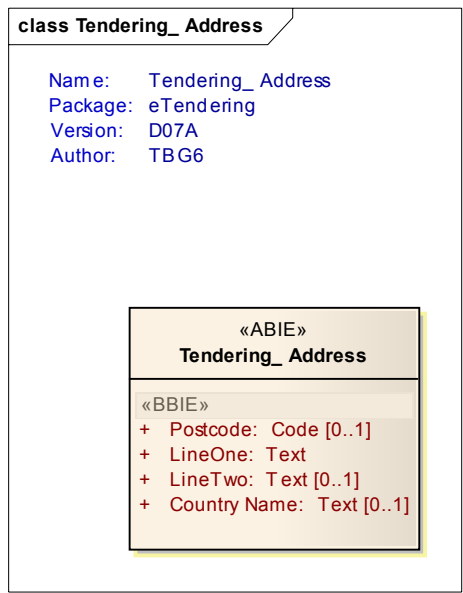 class Tendering_ Address
Name: Tendering_ Address
Package: eTendering
Version: D07A
Author: TBG6
«ABIE»
Tendering_ Address
«BBIE»
+ Postcode: Code [0..1]
+ LineOne: Text
+ LineTwo: Text [0..1]
+ Country Name: Text [0..1]